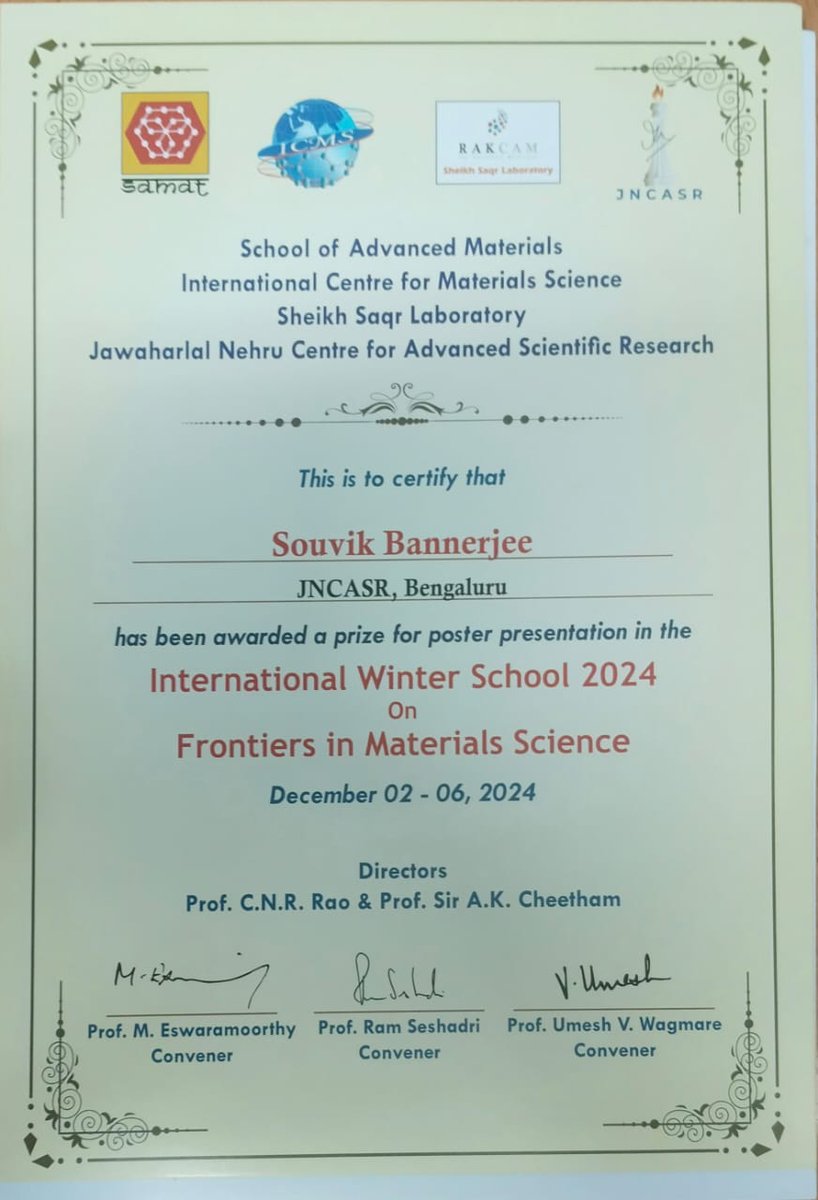 samat
ICMS
RAKCAM
Sheikh Saqr Laboratory
JNCASR
School of Advanced Materials
International Centre for Materials Science
Sheikh Saqr Laboratory
Jawaharlal Nehru Centre for Advanced Scientific Research
This is to certify that
Souvik Bannerjee
JNCASR, Bengaluru
has been awarded a prize for poster presentation in the
International Winter School 2024
On
Frontiers in Materials Science
December 02 - 06, 2024
Directors
Prof. C.N.R. Rao & Prof. Sir A.K. Cheetham
V. Umesh
Prof. M. Eswaramoorthy
Convener
Prof. Ram Seshadri
Convener
Prof. Umesh V. Wagmare
Convener